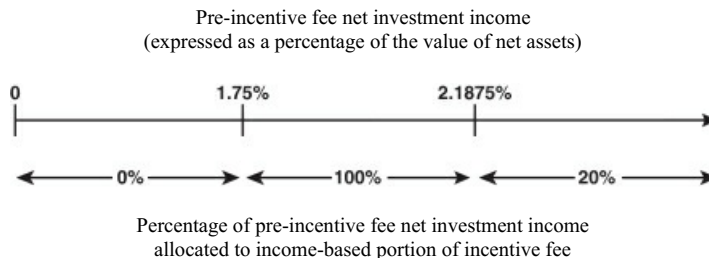 Pre-incentive fee net investment income
(expressed as a percentage of the value of net assets)
0 1.75% 2.1875%
0% 100% 20%
Percentage of pre-incentive fee net investment income
allocated to income-based portion of incentive fee